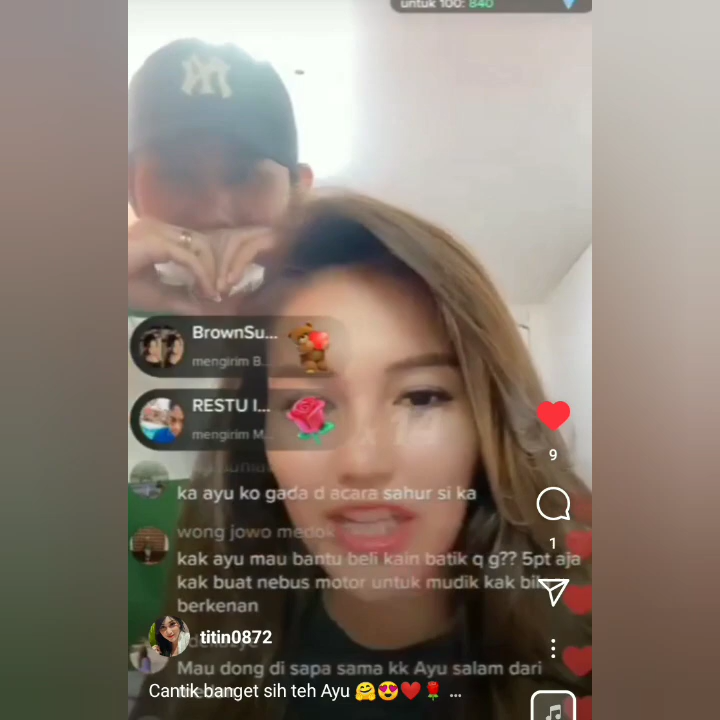 untuk 100: 840
BrownSu...
mengirim B...
RESTU I...
mengirim M...
ka ayu ko gada d acara sahur si ka
9
wong jowo medok
1
kak ayu mau bantu beli kain batik q g?? 5pt aja
kak buat nebus motor untuk mudik kak bila
berkenan
titin0872
Mau dong di sapa sama kk Ayu salam dari
Cantik banget sih teh Ayu 🤗😍❤️🌹 ...